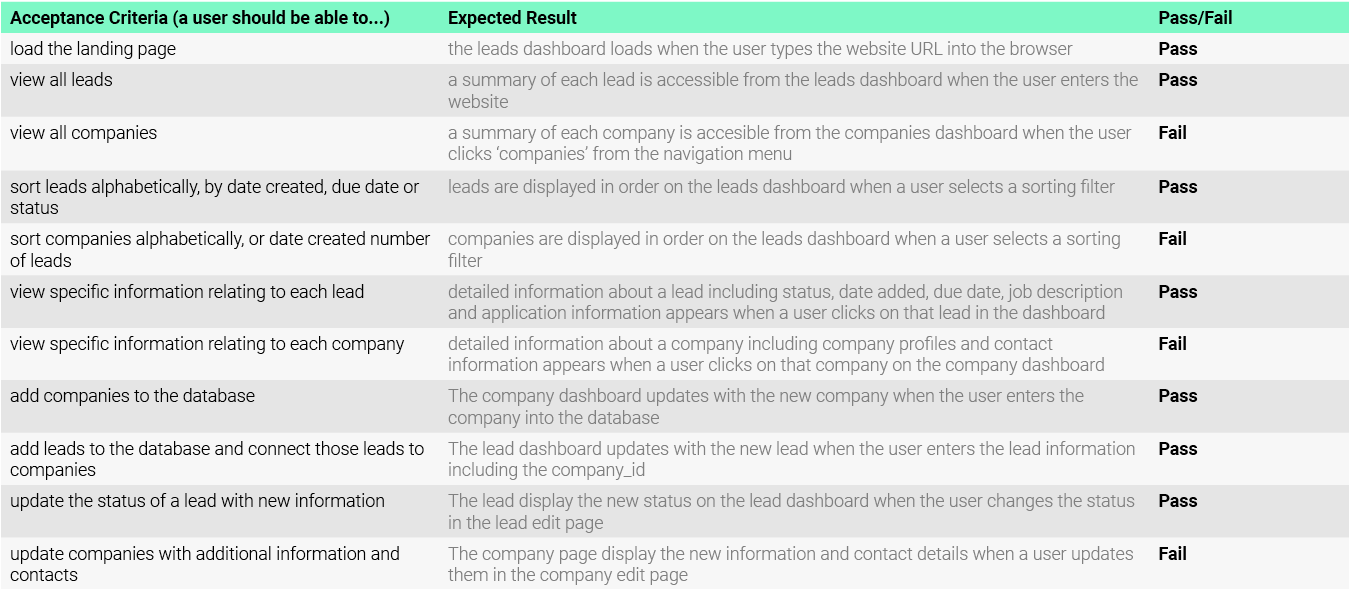 Acceptance Criteria (a user should be able to...) Expected Result Pass/Fail
load the landing page the leads dashboard loads when the user types the website URL into the browser Pass
view all leads a summary of each lead is accessible from the leads dashboard when the user enters the Pass
website
view all companies a summary of each company is accesible from the companies dashboard when the user Fail
clicks ‘companies’ from the navigation menu
sort leads alphabetically, by date created, due date or leads are displayed in order on the leads dashboard when a user selects a sorting filter Pass
status
sort companies alphabetically, or date created number companies are displayed in order on the leads dashboard when a user selects a sorting Fail
of leads filter
view specific information relating to each lead detailed information about a lead including status, date added, due date, job description Pass
and application information appears when a user clicks on that lead in the dashboard
view specific information relating to each company detailed information about a company including company profiles and contact Fail
information appears when a user clicks on that company on the company dashboard
add companies to the database The company dashboard updates with the new company when the user enters the Pass
company into the database
add leads to the database and connect those leads to The lead dashboard updates with the new lead when the user enters the lead information Pass
companies including the company_id
update the status of a lead with new information The lead display the new status on the lead dashboard when the user changes the status Pass
in the lead edit page
update companies with additional information and The company page display the new information and contact details when a user updates Fail
contacts them in the company edit page